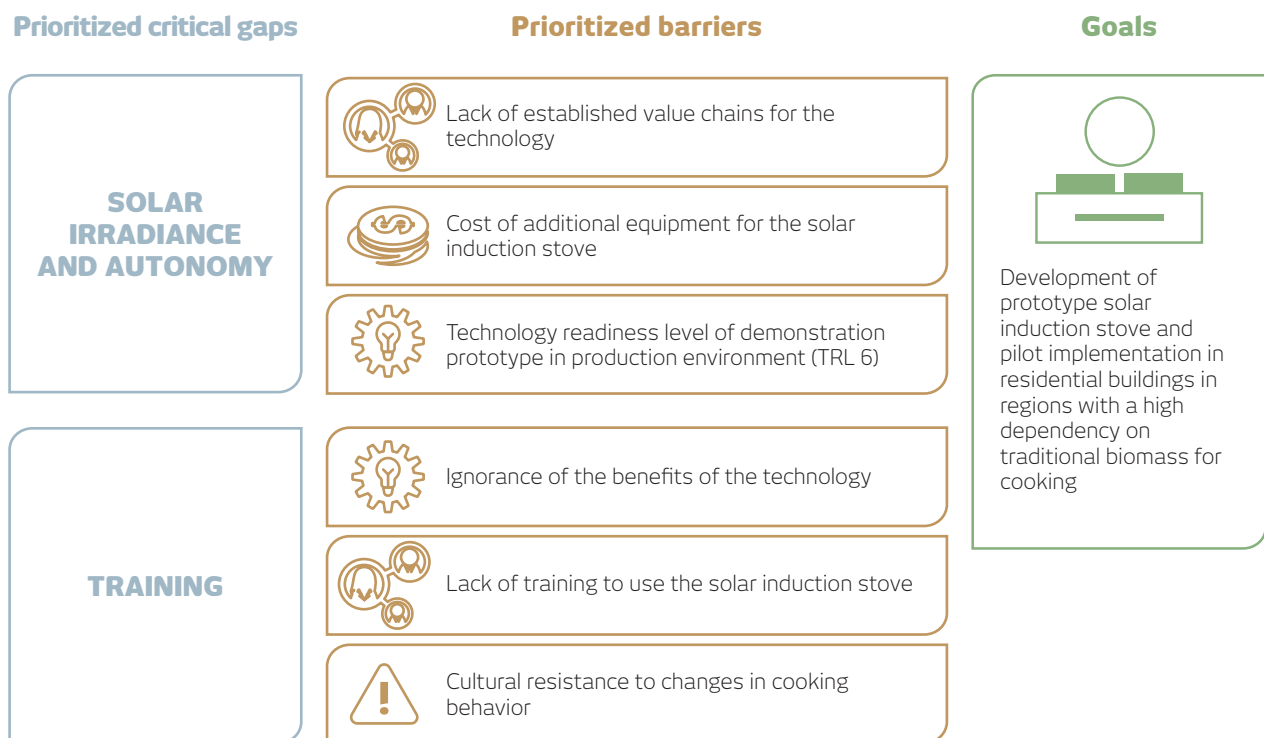 Prioritized critical gaps
Prioritized barriers
Goals
SOLAR
IRRADIANCE
AND AUTONOMY
Lack of established value chains for the
technology
Cost of additional equipment for the solar
induction stove
Technology readiness level of demonstration
prototype in production environment (TRL 6)
TRAINING
Ignorance of the benefits of the technology
Lack of training to use the solar induction stove
Cultural resistance to changes in cooking
behavior
Development of
prototype solar
induction stove and
pilot implementation in
residential buildings in
regions with a high
dependency on
traditional biomass for
cooking